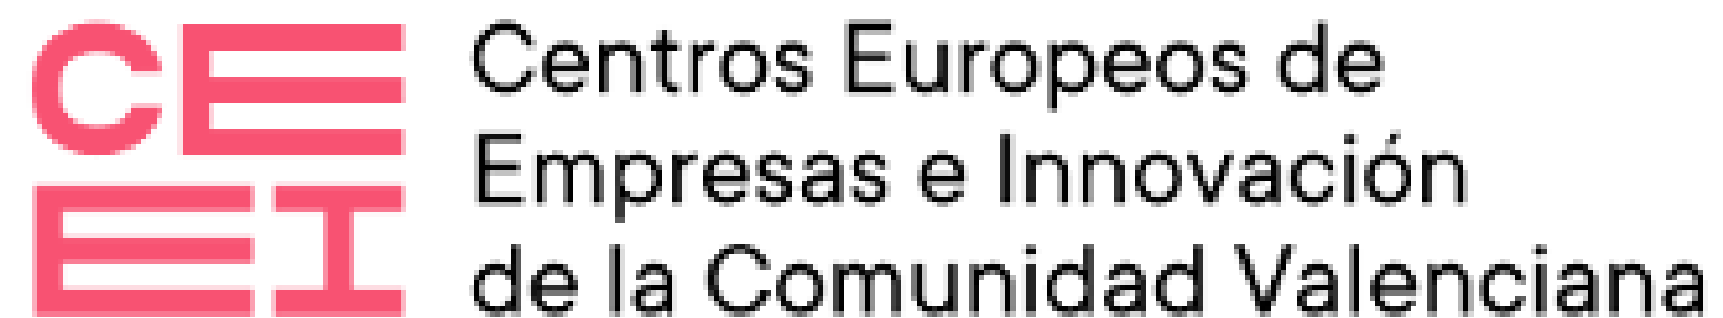 CE
EI
Centros Europeos de
Empresas e Innovación
de la Comunidad Valenciana